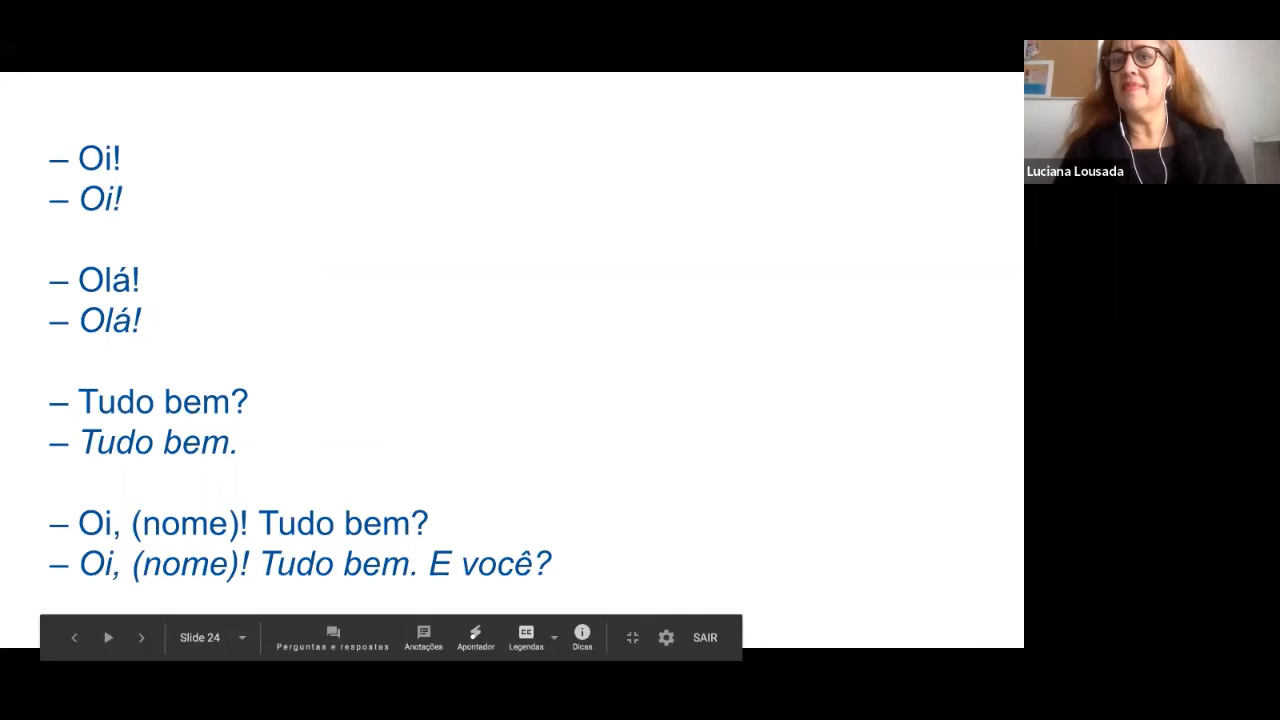 – Oi!
– Oi!
– Olá!
– Olá!
– Tudo bem?
– Tudo bem.
– Oi, (nome)! Tudo bem?
– Oi, (nome)! Tudo bem. E você?
Luciana Lousada
Slide 24
Perguntas e respostas
Anotações
Apontador
CC
Legendas
Dicas
SAIR